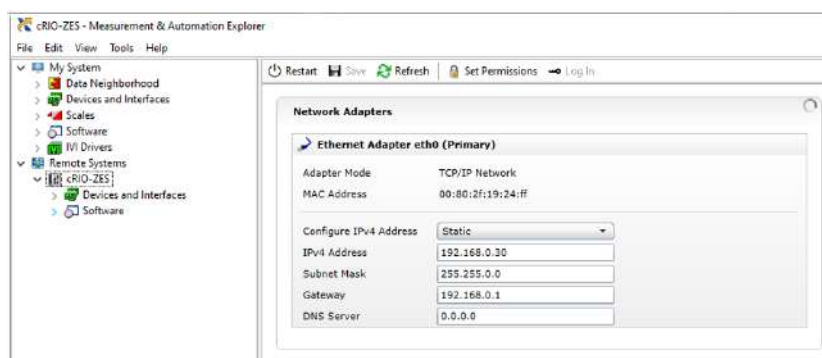 cRIO-ZES - Measurement & Automation Explorer
File Edit View Tools Help
My System
Data Neighborhood
Devices and Interfaces
Scales
Software
IVI Drivers
Remote Systems
cRIO-ZES
Devices and Interfaces
Software
Restart Save Refresh Set Permissions Log In
Network Adapters
Ethernet Adapter eth0 (Primary)
Adapter Mode TCP/IP Network
MAC Address 00:80:2f:19:24:ff
Configure IPv4 Address Static
IPv4 Address 192.168.0.30
Subnet Mask 255.255.0.0
Gateway 192.168.0.1
DNS Server 0.0.0.0